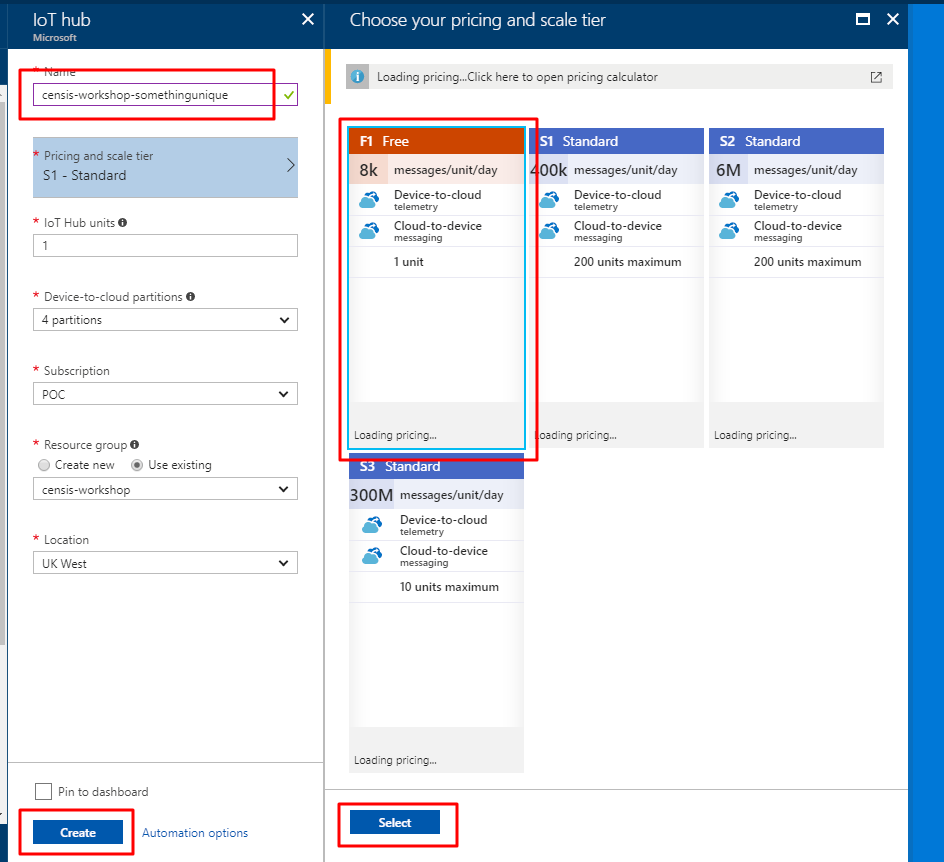 IoT hub
Microsoft
* Name
censis-workshop-somethingunique
* Pricing and scale tier
S1 - Standard
* IoT Hub units
1
* Device-to-cloud partitions
4 partitions
* Subscription
POC
* Resource group
Create new Use existing
censis-workshop
* Location
UK West
Pin to dashboard
Create Automation options
Choose your pricing and scale tier
Loading pricing...Click here to open pricing calculator
F1 Free
8k messages/unit/day
Device-to-cloud
telemetry
Cloud-to-device
messaging
1 unit
Loading pricing...
S1 Standard
400k messages/unit/day
Device-to-cloud
telemetry
Cloud-to-device
messaging
200 units maximum
Loading pricing...
S2 Standard
6M messages/unit/day
Device-to-cloud
telemetry
Cloud-to-device
messaging
200 units maximum
Loading pricing...
S3 Standard
300M messages/unit/day
Device-to-cloud
telemetry
Cloud-to-device
messaging
10 units maximum
Loading pricing...
Select